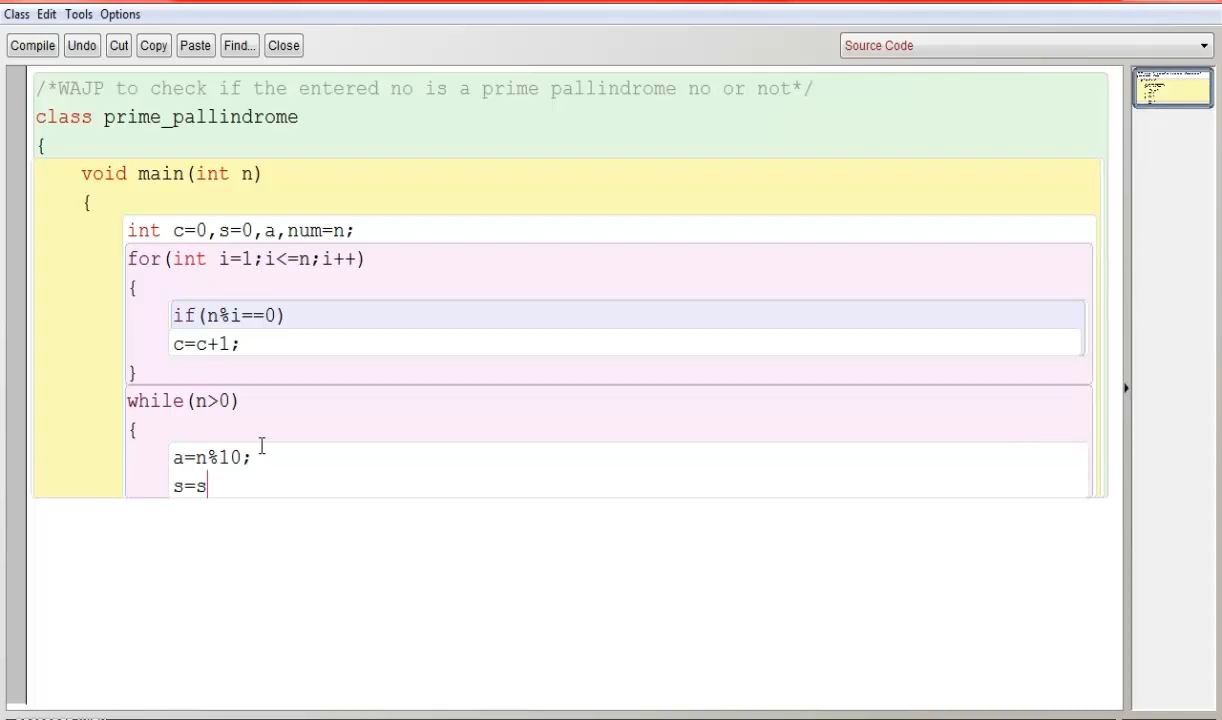 Class Edit Tools Options
Compile Undo Cut Copy Paste Find... Close Source Code
/*WAJP to check if the entered no is a prime pallindrome no or not*/
class prime_pallindrome
{
void main(int n)
{
int c=0,s=0,a,num=n;
for(int i=1;i<=n;i++)
{
if(n%i==0)
c=c+1;
}
while(n>0)
{
a=n%10;
s=s